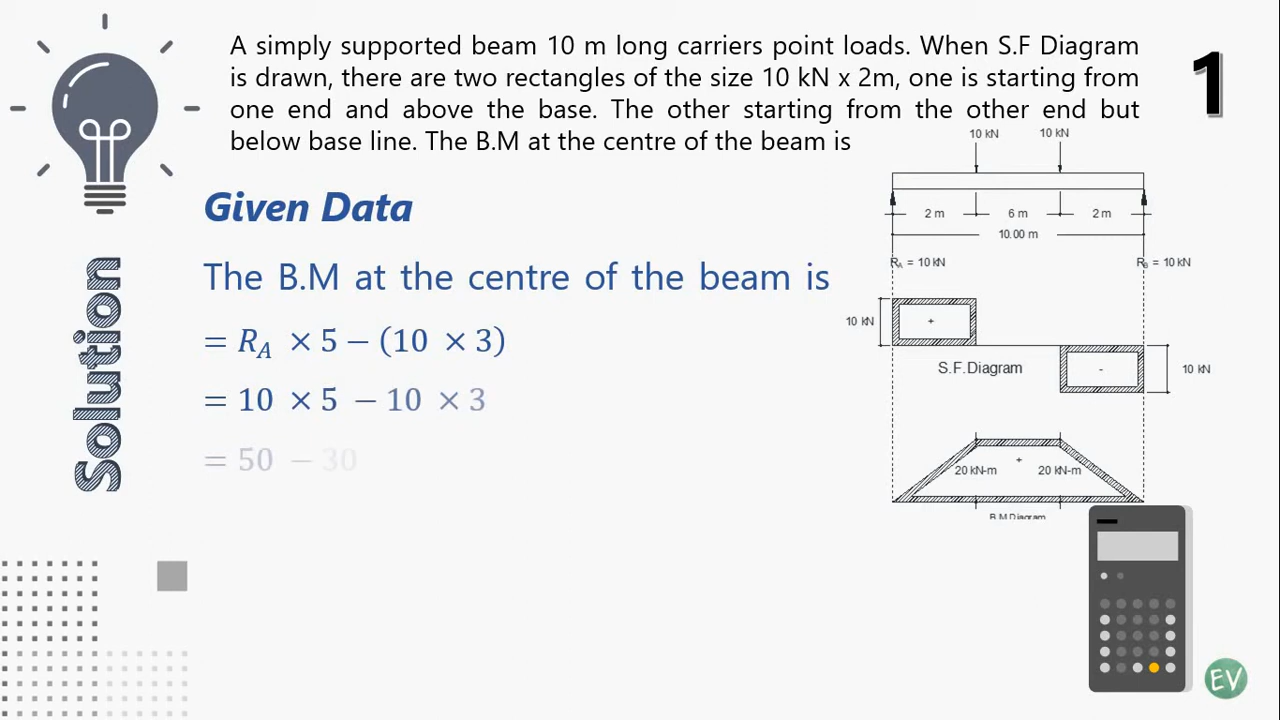 A simply supported beam 10 m long carriers point loads. When S.F Diagram
is drawn, there are two rectangles of the size 10 kN x 2m, one is starting from
one end and above the base. The other starting from the other end but
below base line. The B.M at the centre of the beam is
1
10 kN 10 kN
2 m 6 m 2 m
10.00 m
R_A = 10 kN R_B = 10 kN
Given Data
The B.M at the centre of the beam is
= R_A × 5 − (10 × 3)
= 10 × 5 − 10 × 3
= 50 − 30
Solution
10 kN
+
S.F.Diagram
-
10 kN
+
20 kN-m 20 kN-m
B.M.Diagram
EV